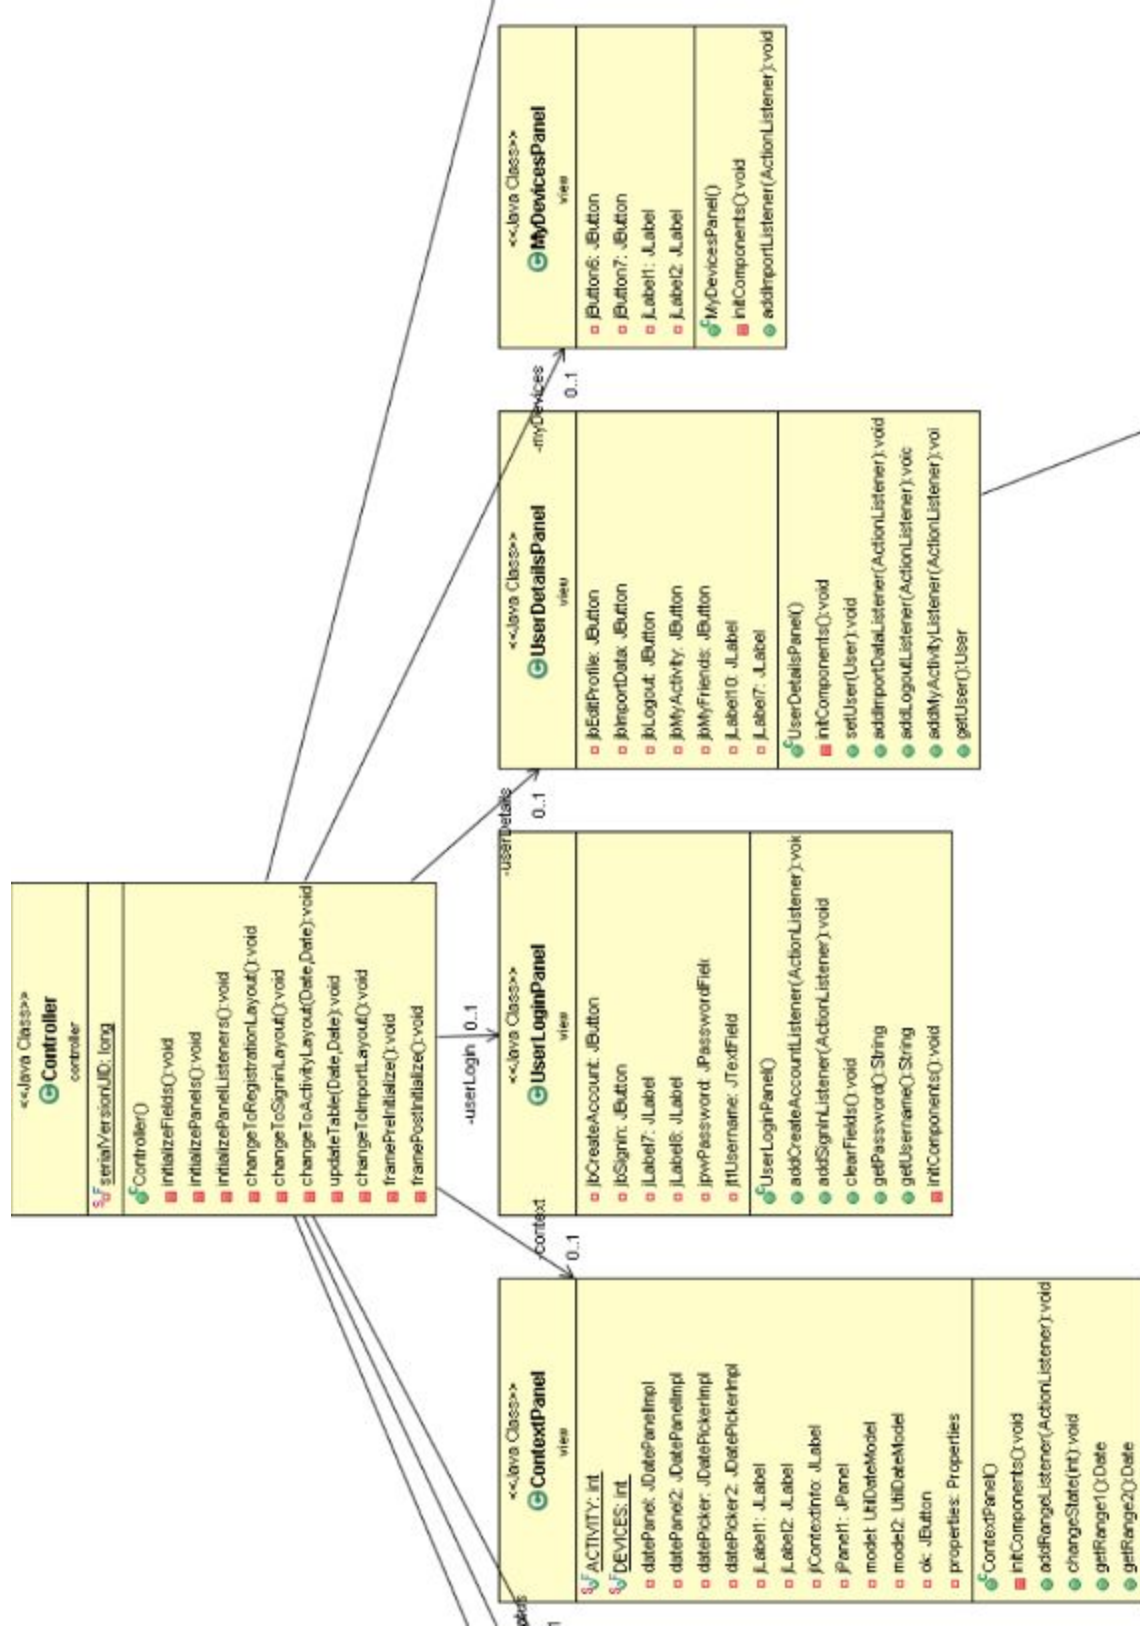 <<Java Class>>
Controller
controller
serialVersionUID: long
Controller()
initializeFields():void
initializePanels():void
initializePanelListeners():void
changeToRegistrationLayout():void
changeToSigninLayout():void
changeToActivityLayout(Date,Date):void
updateTable(Date,Date):void
changeToImportLayout():void
framePreInitialize():void
framePostInitialize():void
-context
0..1
-userLogin 0..1
-userDetails
0..1
-myDevices
0..1
<<Java Class>>
ContextPanel
view
ACTIVITY: int
DEVICES: int
datePanel: JDatePanelImpl
datePanel2: JDatePanelImpl
datePicker: JDatePickerImpl
datePicker2: JDatePickerImpl
jLabel1: JLabel
jLabel2: JLabel
jlContextInfo: JLabel
jPanel1: JPanel
model: UtilDateModel
model2: UtilDateModel
ok: JButton
properties: Properties
ContextPanel()
initComponents():void
addRangeListener(ActionListener):void
changeState(int):void
getRange1():Date
getRange2():Date
<<Java Class>>
UserLoginPanel
view
jbCreateAccount: JButton
jbSignin: JButton
jLabel7: JLabel
jLabel8: JLabel
jpwPassword: JPasswordField
jtfUsername: JTextField
UserLoginPanel()
addCreateAccountListener(ActionListener):voi
addSignInListener(ActionListener):void
clearFields():void
getPassword():String
getUsername():String
initComponents():void
<<Java Class>>
UserDetailsPanel
view
jbEditProfile: JButton
jbImportData: JButton
jbLogout: JButton
jbMyActivity: JButton
jbMyFriends: JButton
jLabel10: JLabel
jLabel7: JLabel
UserDetailsPanel()
initComponents():void
setUser(User):void
addImportDataListener(ActionListener):void
addLogoutListener(ActionListener):voic
addMyActivityListener(ActionListener):voi
getUser():User
<<Java Class>>
MyDevicesPanel
view
jButton6: JButton
jButton7: JButton
jLabel1: JLabel
jLabel2: JLabel
MyDevicesPanel()
initComponents():void
addImportListener(ActionListener):void